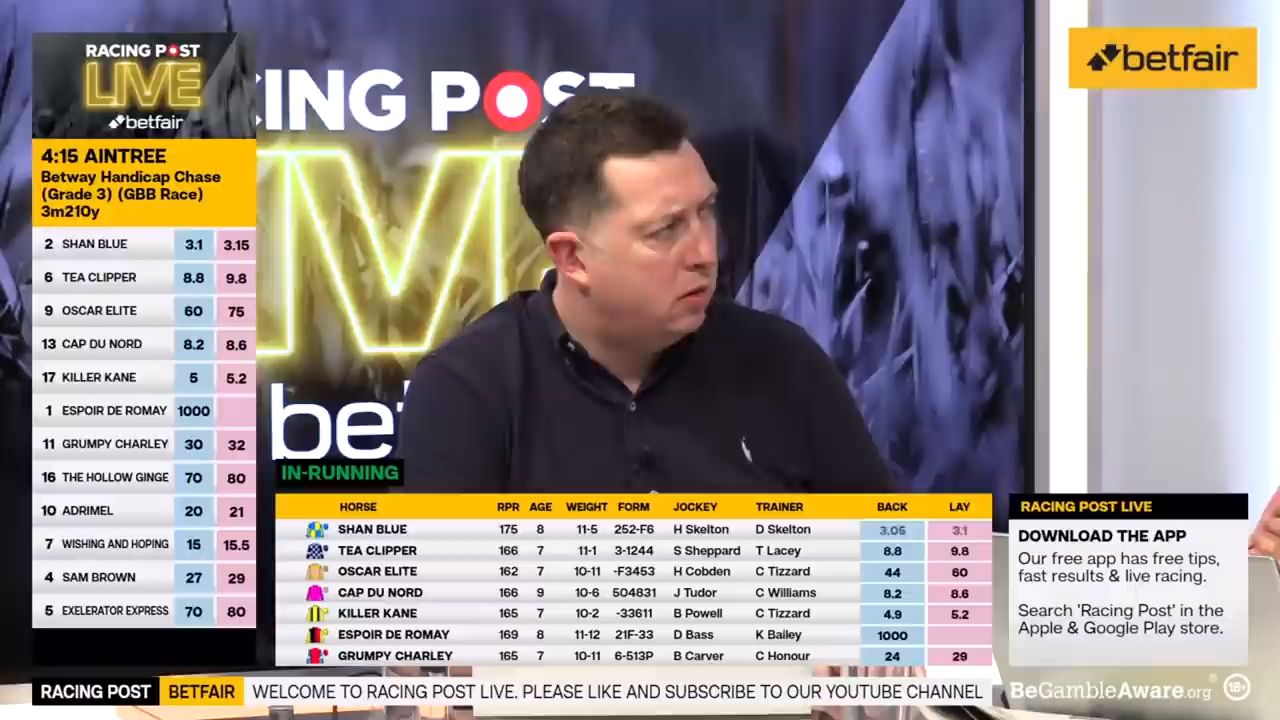 RACING POST
LIVE
betfair
4:15 AINTREE
Betway Handicap Chase
(Grade 3) (GBB Race)
3m210y
2 SHAN BLUE 3.1 3.15
6 TEA CLIPPER 8.8 9.8
9 OSCAR ELITE 60 75
13 CAP DU NORD 8.2 8.6
17 KILLER KANE 5 5.2
1 ESPOIR DE ROMAY 1000
11 GRUMPY CHARLEY 30 32
16 THE HOLLOW GINGE 70 80
10 ADRIMEL 20 21
7 WISHING AND HOPING 15 15.5
4 SAM BROWN 27 29
5 EXELERATOR EXPRESS 70 80
CING POST
IV
be
betfair
IN-RUNNING
HORSE RPR AGE WEIGHT FORM JOCKEY TRAINER BACK LAY
SHAN BLUE 175 8 11-5 252-F6 H Skelton D Skelton 3.05 3.1
TEA CLIPPER 166 7 11-1 3-1244 S Sheppard T Lacey 8.8 9.8
OSCAR ELITE 162 7 10-11 -F3453 H Cobden C Tizzard 44 60
CAP DU NORD 166 9 10-6 504831 J Tudor C Williams 8.2 8.6
KILLER KANE 165 7 10-2 -33611 B Powell C Tizzard 4.9 5.2
ESPOIR DE ROMAY 169 8 11-12 21F-33 D Bass K Bailey 1000
GRUMPY CHARLEY 165 7 10-11 6-513P B Carver C Honour 24 29
RACING POST LIVE
DOWNLOAD THE APP
Our free app has free tips,
fast results & live racing.
Search 'Racing Post' in the
Apple & Google Play store.
RACING POST BETFAIR WELCOME TO RACING POST LIVE. PLEASE LIKE AND SUBSCRIBE TO OUR YOUTUBE CHANNEL
BeGambleAware.org® 18+